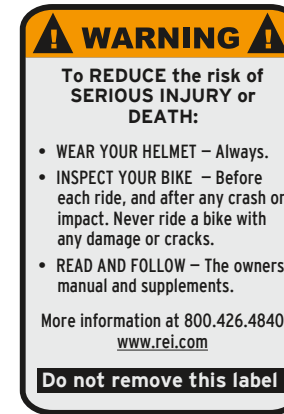 WARNING
To REDUCE the risk of
SERIOUS INJURY or
DEATH:
• WEAR YOUR HELMET — Always.
• INSPECT YOUR BIKE — Before
each ride, and after any crash or
impact. Never ride a bike with
any damage or cracks.
• READ AND FOLLOW — The owners
manual and supplements.
More information at 800.426.4840
www.rei.com
Do not remove this label